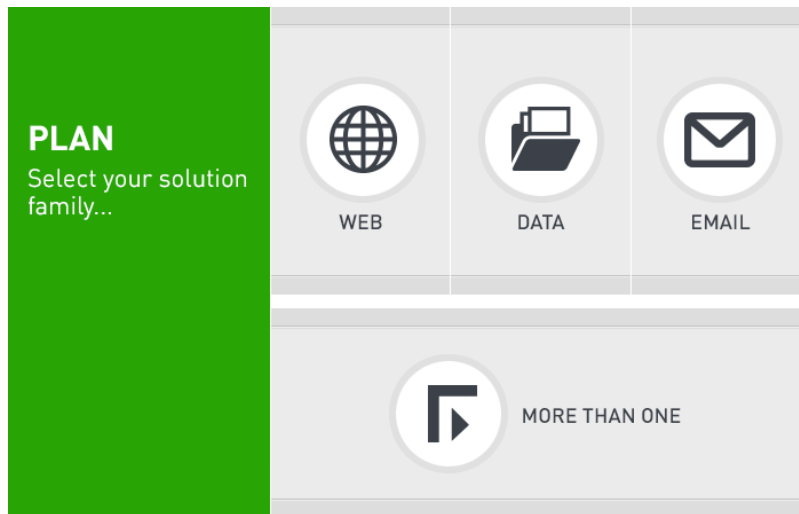 PLAN
Select your solution
family...
WEB
DATA
EMAIL
MORE THAN ONE